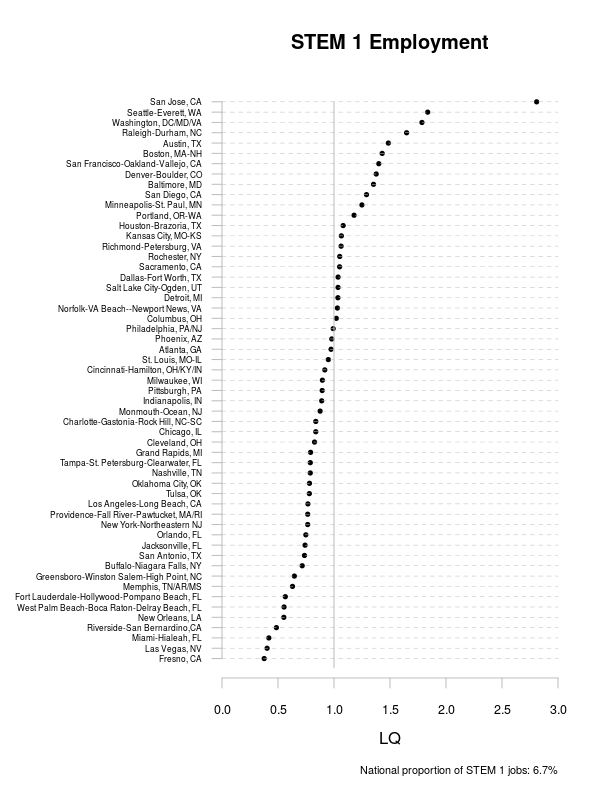 STEM 1 Employment
San Jose, CA
Seattle-Everett, WA
Washington, DC/MD/VA
Raleigh-Durham, NC
Austin, TX
Boston, MA-NH
San Francisco-Oakland-Vallejo, CA
Denver-Boulder, CO
Baltimore, MD
San Diego, CA
Minneapolis-St. Paul, MN
Portland, OR-WA
Houston-Brazoria, TX
Kansas City, MO-KS
Richmond-Petersburg, VA
Rochester, NY
Sacramento, CA
Dallas-Fort Worth, TX
Salt Lake City-Ogden, UT
Detroit, MI
Norfolk-VA Beach--Newport News, VA
Columbus, OH
Philadelphia, PA/NJ
Phoenix, AZ
Atlanta, GA
St. Louis, MO-IL
Cincinnati-Hamilton, OH/KY/IN
Milwaukee, WI
Pittsburgh, PA
Indianapolis, IN
Monmouth-Ocean, NJ
Charlotte-Gastonia-Rock Hill, NC-SC
Chicago, IL
Cleveland, OH
Grand Rapids, MI
Tampa-St. Petersburg-Clearwater, FL
Nashville, TN
Oklahoma City, OK
Tulsa, OK
Los Angeles-Long Beach, CA
Providence-Fall River-Pawtucket, MA/RI
New York-Northeastern NJ
Orlando, FL
Jacksonville, FL
San Antonio, TX
Buffalo-Niagara Falls, NY
Greensboro-Winston Salem-High Point, NC
Memphis, TN/AR/MS
Fort Lauderdale-Hollywood-Pompano Beach, FL
West Palm Beach-Boca Raton-Delray Beach, FL
New Orleans, LA
Riverside-San Bernardino,CA
Miami-Hialeah, FL
Las Vegas, NV
Fresno, CA
0.0 0.5 1.0 1.5 2.0 2.5 3.0
LQ
National proportion of STEM 1 jobs: 6.7%